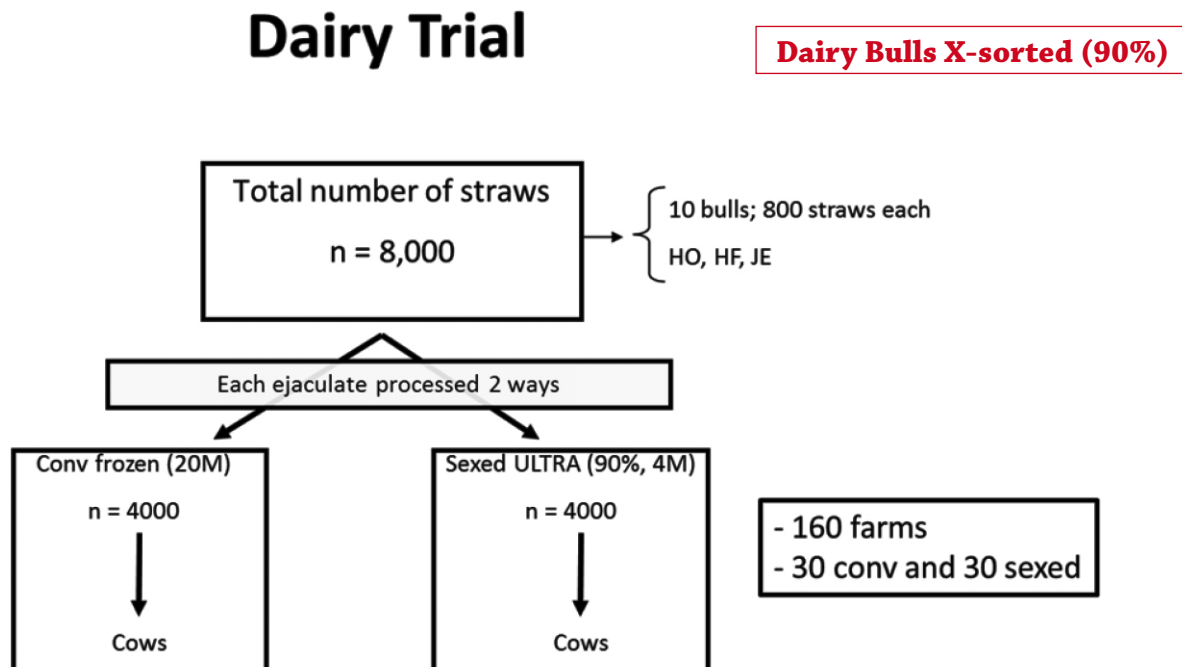 Dairy Trial
Dairy Bulls X-sorted (90%)
Total number of straws
n = 8,000
10 bulls; 800 straws each
HO, HF, JE
Each ejaculate processed 2 ways
Conv frozen (20M)
n = 4000
Cows
Sexed ULTRA (90%, 4M)
n = 4000
Cows
- 160 farms
- 30 conv and 30 sexed